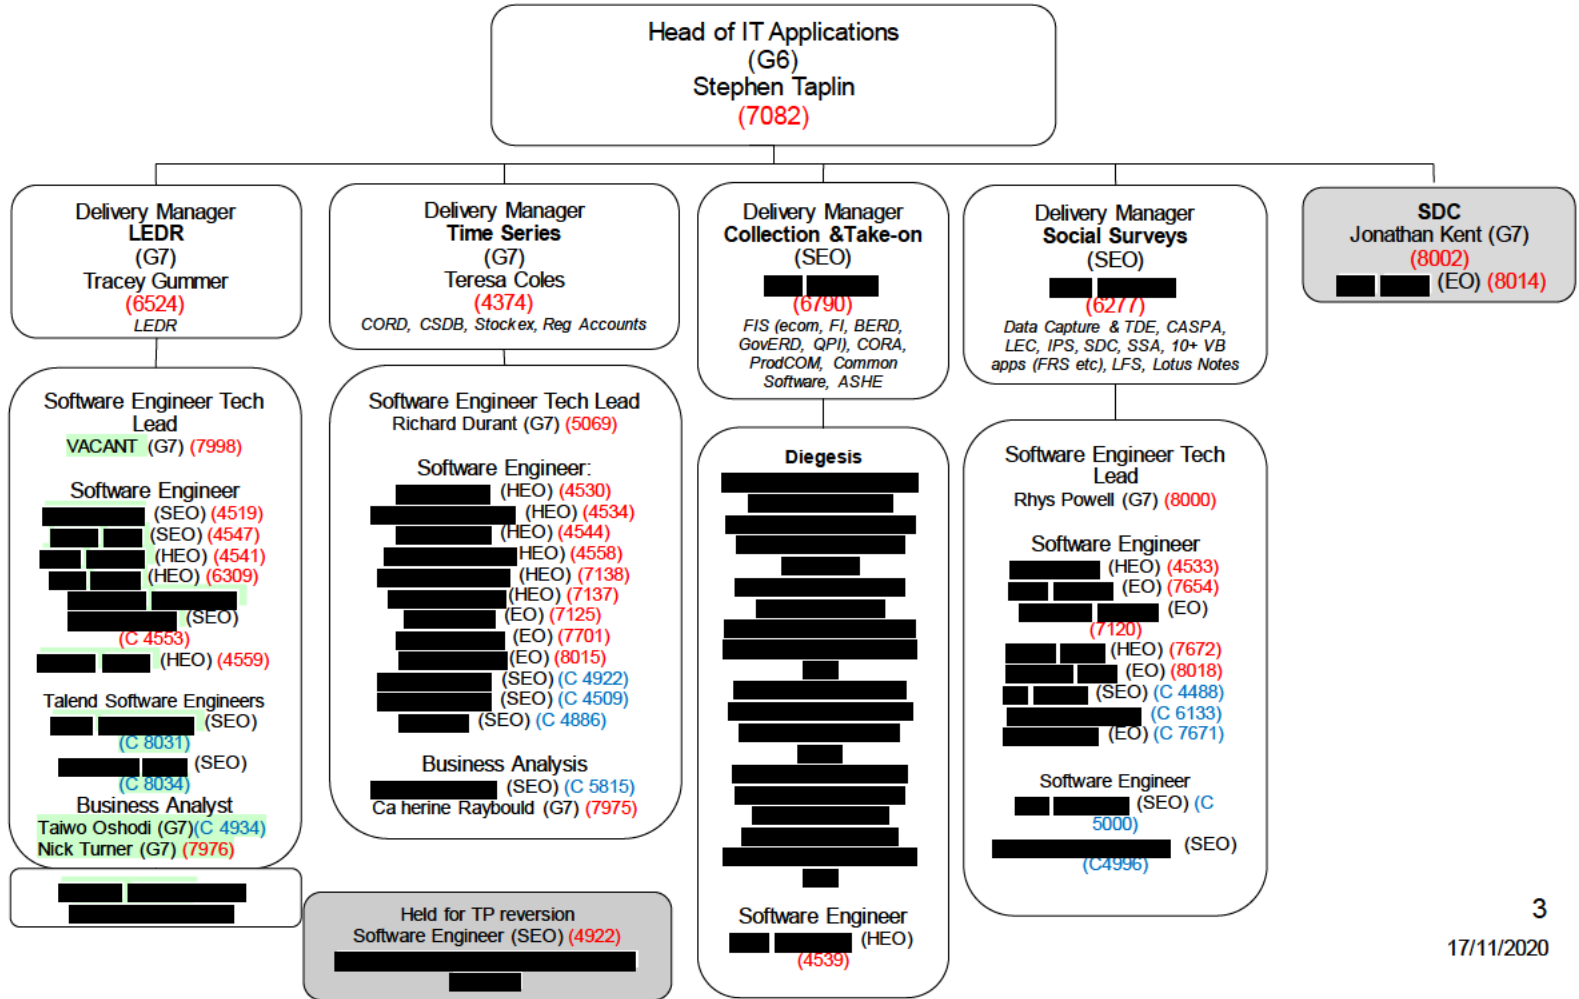 Head of IT Applications
(G6)
Stephen Taplin
(7082)
Delivery Manager
LEDR
(G7)
Tracey Gummer
(6524)
LEDR
Delivery Manager
Time Series
(G7)
Teresa Coles
(4374)
CORD, CSDB, Stockex, Reg Accounts
Delivery Manager
Collection &Take-on
(SEO)
(6790)
FIS (ecom, FI, BERD,
GovERD, QPI), CORA,
ProdCOM, Common
Software, ASHE
Delivery Manager
Social Surveys
(SEO)
(6277)
Data Capture & TDE, CASPA,
LEC, IPS, SDC, SSA, 10+ VB
apps (FRS etc), LFS, Lotus Notes
SDC
Jonathan Kent (G7)
(8002)
(EO) (8014)
Software Engineer Tech
Lead
VACANT (G7) (7998)
Software Engineer
(SEO) (4519)
(SEO) (4547)
(HEO) (4541)
(HEO) (6309)
(SEO)
(C 4553)
(HEO) (4559)
Talend Software Engineers
(SEO)
(C 8031)
(SEO)
(C 8034)
Business Analyst
Taiwo Oshodi (G7)(C 4934)
Nick Turner (G7) (7976)
Software Engineer Tech Lead
Richard Durant (G7) (5069)
Software Engineer:
(HEO) (4530)
(HEO) (4534)
(HEO) (4544)
HEO) (4558)
(HEO) (7138)
(HEO) (7137)
(EO) (7125)
(EO) (7701)
(EO) (8015)
(SEO) (C 4922)
(SEO) (C 4509)
(SEO) (C 4886)
Business Analysis
(SEO) (C 5815)
Ca herine Raybould (G7) (7975)
Held for TP reversion
Software Engineer (SEO) (4922)
Diegesis
Software Engineer
(HEO)
(4539)
Software Engineer Tech
Lead
Rhys Powell (G7) (8000)
Software Engineer
(HEO) (4533)
(EO) (7654)
(EO)
(7120)
(HEO) (7672)
(EO) (8018)
(SEO) (C 4488)
(C 6133)
(EO) (C 7671)
Software Engineer
(SEO) (C
5000)
(SEO)
(C4996)
3
17/11/2020